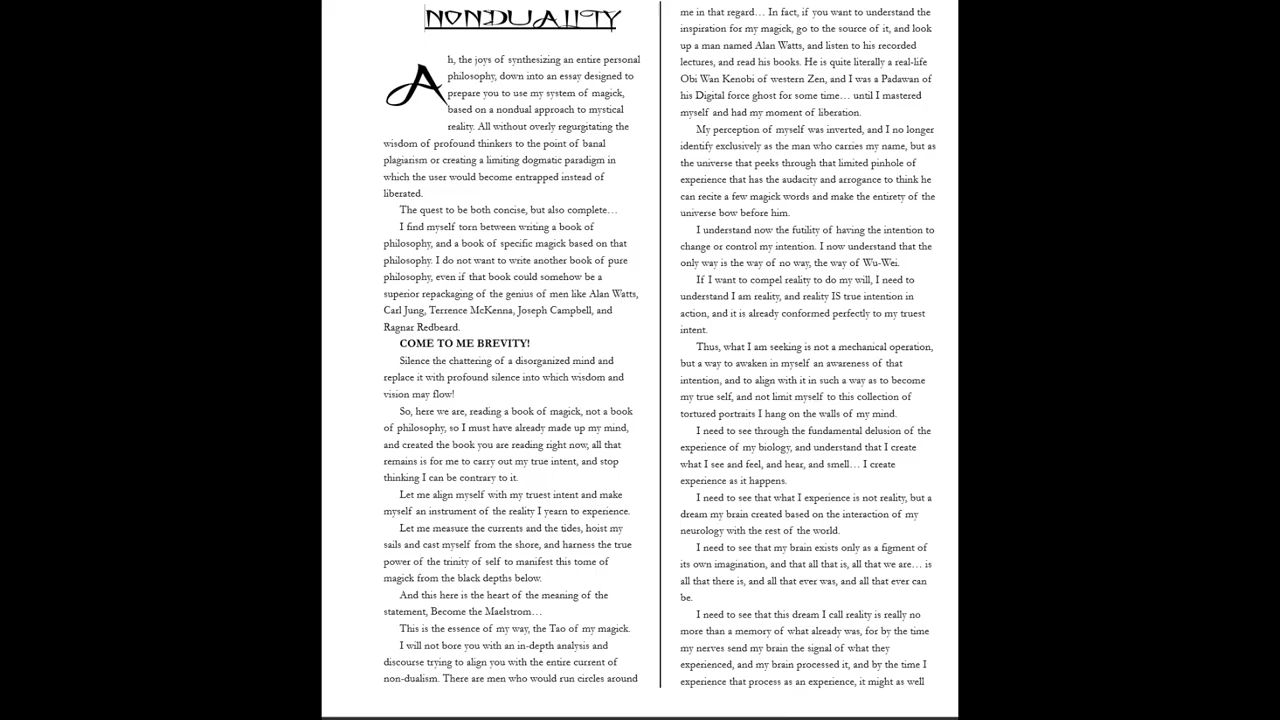 NONDUALITY
Ah, the joys of synthesizing an entire personal
philosophy, down into an essay designed to
prepare you to use my system of magick,
based on a nondual approach to mystical
reality. All without overly regurgitating the
wisdom of profound thinkers to the point of banal
plagiarism or creating a limiting dogmatic paradigm in
which the user would become entrapped instead of
liberated.
The quest to be both concise, but also complete…
I find myself torn between writing a book of
philosophy, and a book of specific magick based on that
philosophy. I do not want to write another book of pure
philosophy, even if that book could somehow be a
superior repackaging of the genius of men like Alan Watts,
Carl Jung, Terrence McKenna, Joseph Campbell, and
Ragnar Redbeard.
COME TO ME BREVITY!
Silence the chattering of a disorganized mind and
replace it with profound silence into which wisdom and
vision may flow!
So, here we are, reading a book of magick, not a book
of philosophy, so I must have already made up my mind,
and created the book you are reading right now, all that
remains is for me to carry out my true intent, and stop
thinking I can be contrary to it.
Let me align myself with my truest intent and make
myself an instrument of the reality I yearn to experience.
Let me measure the currents and the tides, hoist my
sails and cast myself from the shore, and harness the true
power of the trinity of self to manifest this tome of
magick from the black depths below.
And this here is the heart of the meaning of the
statement, Become the Maelstrom…
This is the essence of my way, the Tao of my magick.
I will not bore you with an in-depth analysis and
discourse trying to align you with the entire current of
non-dualism. There are men who would run circles around
me in that regard… In fact, if you want to understand the
inspiration for my magick, go to the source of it, and look
up a man named Alan Watts, and listen to his recorded
lectures, and read his books. He is quite literally a real-life
Obi Wan Kenobi of western Zen, and I was a Padawan of
his Digital force ghost for some time… until I mastered
myself and had my moment of liberation.
My perception of myself was inverted, and I no longer
identify exclusively as the man who carries my name, but as
the universe that peeks through that limited pinhole of
experience that has the audacity and arrogance to think he
can recite a few magick words and make the entirety of the
universe bow before him.
I understand now the futility of having the intention to
change or control my intention. I now understand that the
only way is the way of no way, the way of Wu-Wei.
If I want to compel reality to do my will, I need to
understand I am reality, and reality IS true intention in
action, and it is already conformed perfectly to my truest
intent.
Thus, what I am seeking is not a mechanical operation,
but a way to awaken in myself an awareness of that
intention, and to align with it in such a way as to become
my true self, and not limit myself to this collection of
tortured portraits I hang on the walls of my mind.
I need to see through the fundamental delusion of the
experience of my biology, and understand that I create
what I see and feel, and hear, and smell… I create
experience as it happens.
I need to see that what I experience is not reality, but a
dream my brain created based on the interaction of my
neurology with the rest of the world.
I need to see that my brain exists only as a figment of
its own imagination, and that all that is, all that we are… is
all that there is, and all that ever was, and all that ever can
be.
I need to see that this dream I call reality is really no
more than a memory of what already was, for by the time
my nerves send my brain the signal of what they
experienced, and my brain processed it, and by the time I
experience that process as an experience, it might as well